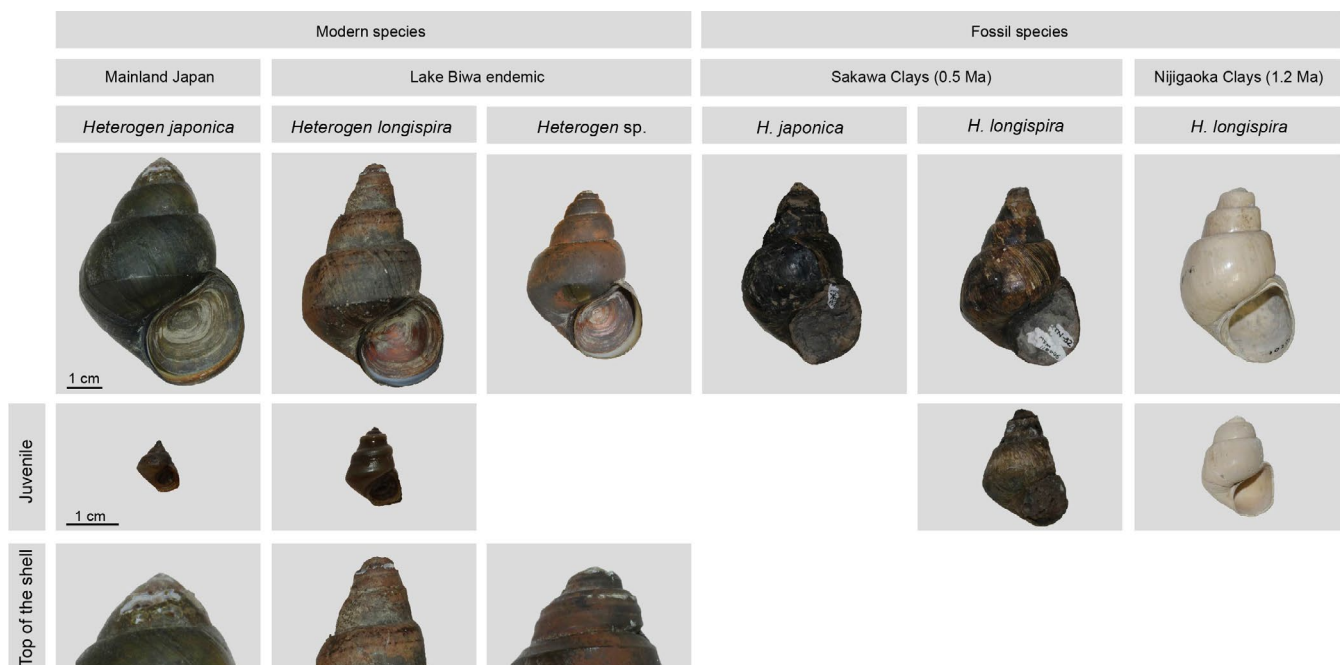 Modern species
Fossil species
Mainland Japan
Lake Biwa endemic
Sakawa Clays (0.5 Ma)
Nijigaoka Clays (1.2 Ma)
Heterogen japonica
Heterogen longispira
Heterogen sp.
H. japonica
H. longispira
H. longispira
1 cm
Juvenile
1 cm
Top of the shell